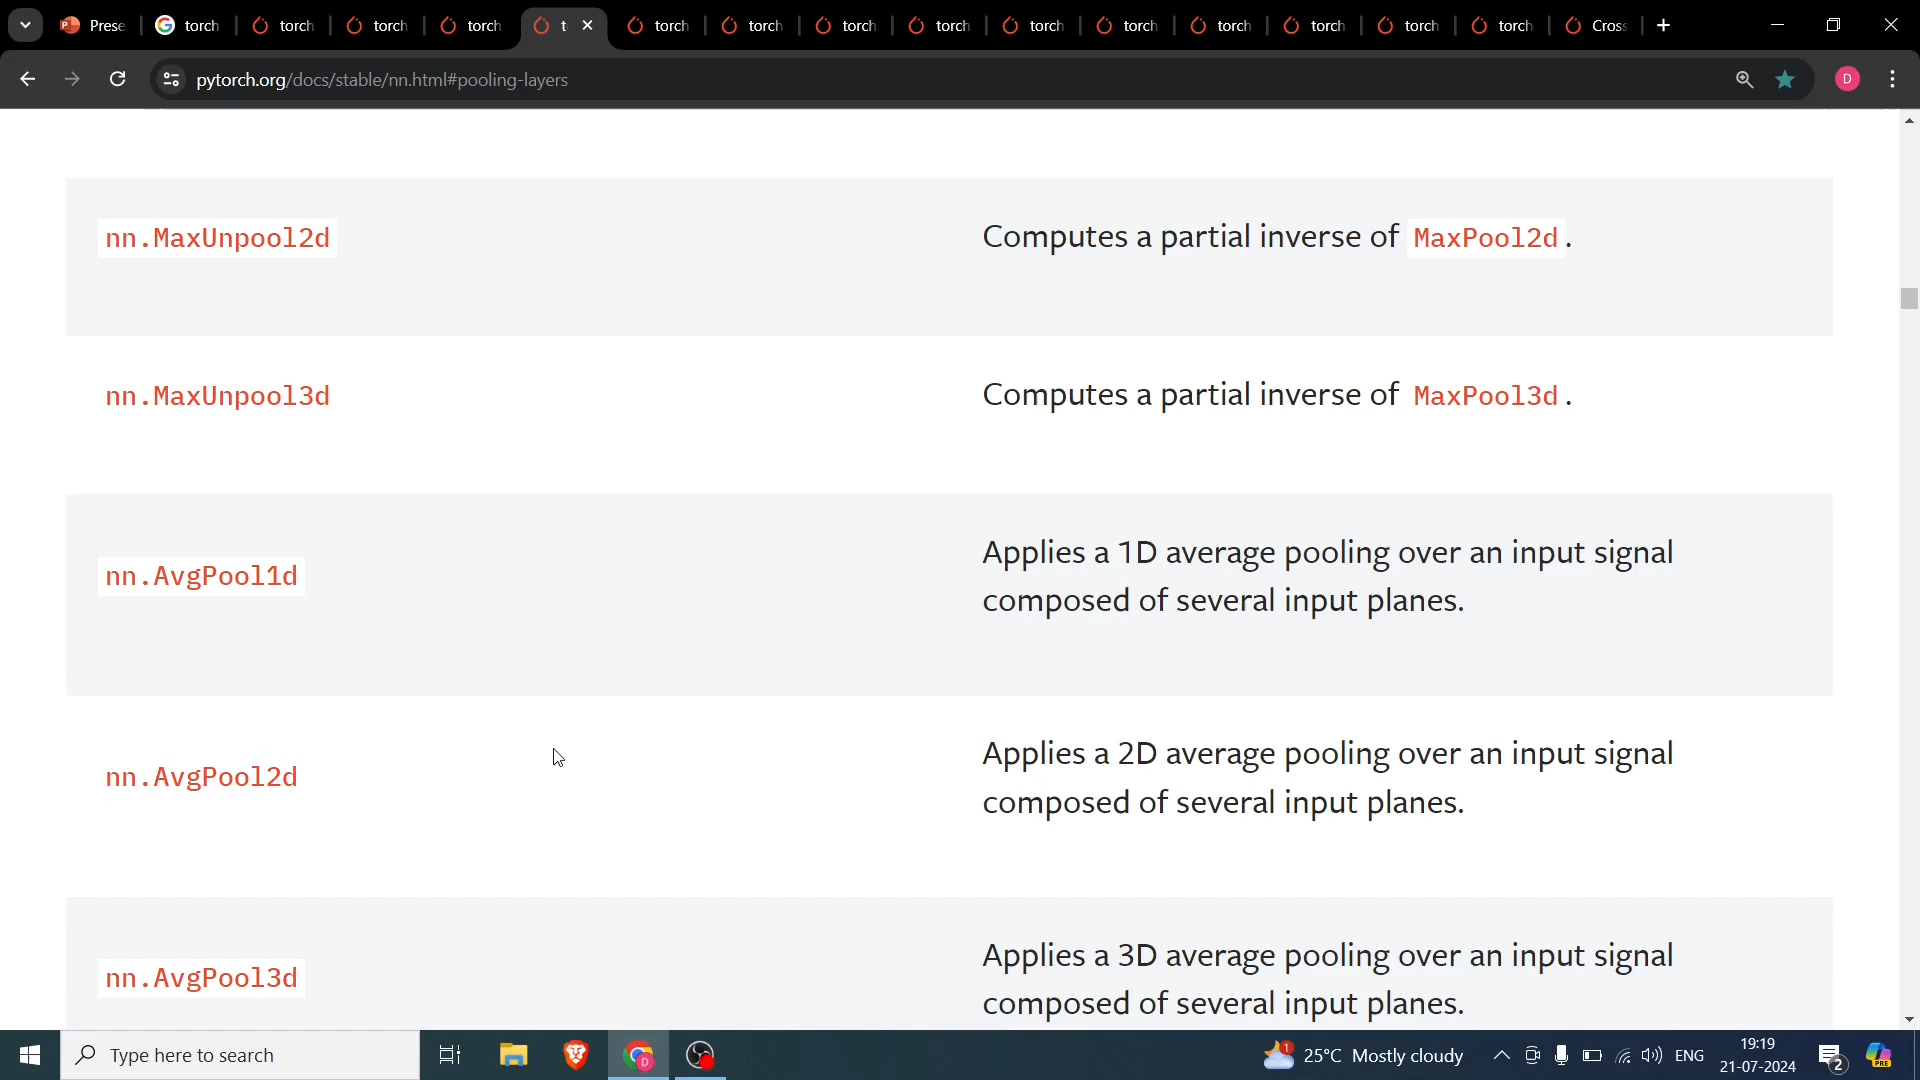 Prese
torch
torch
torch
torch
t
torch
torch
torch
torch
torch
torch
torch
torch
torch
torch
Cros
pytorch.org/docs/stable/nn.html#pooling-layers
D
nn.MaxUnpool2d
Computes a partial inverse of MaxPool2d.
nn.MaxUnpool3d
Computes a partial inverse of MaxPool3d.
nn.AvgPool1d
Applies a 1D average pooling over an input signal
composed of several input planes.
nn.AvgPool2d
Applies a 2D average pooling over an input signal
composed of several input planes.
nn.AvgPool3d
Applies a 3D average pooling over an input signal
composed of several input planes.
Type here to search
D
1
25°C Mostly cloudy
ENG
19:19
21-07-2024
2
PRE